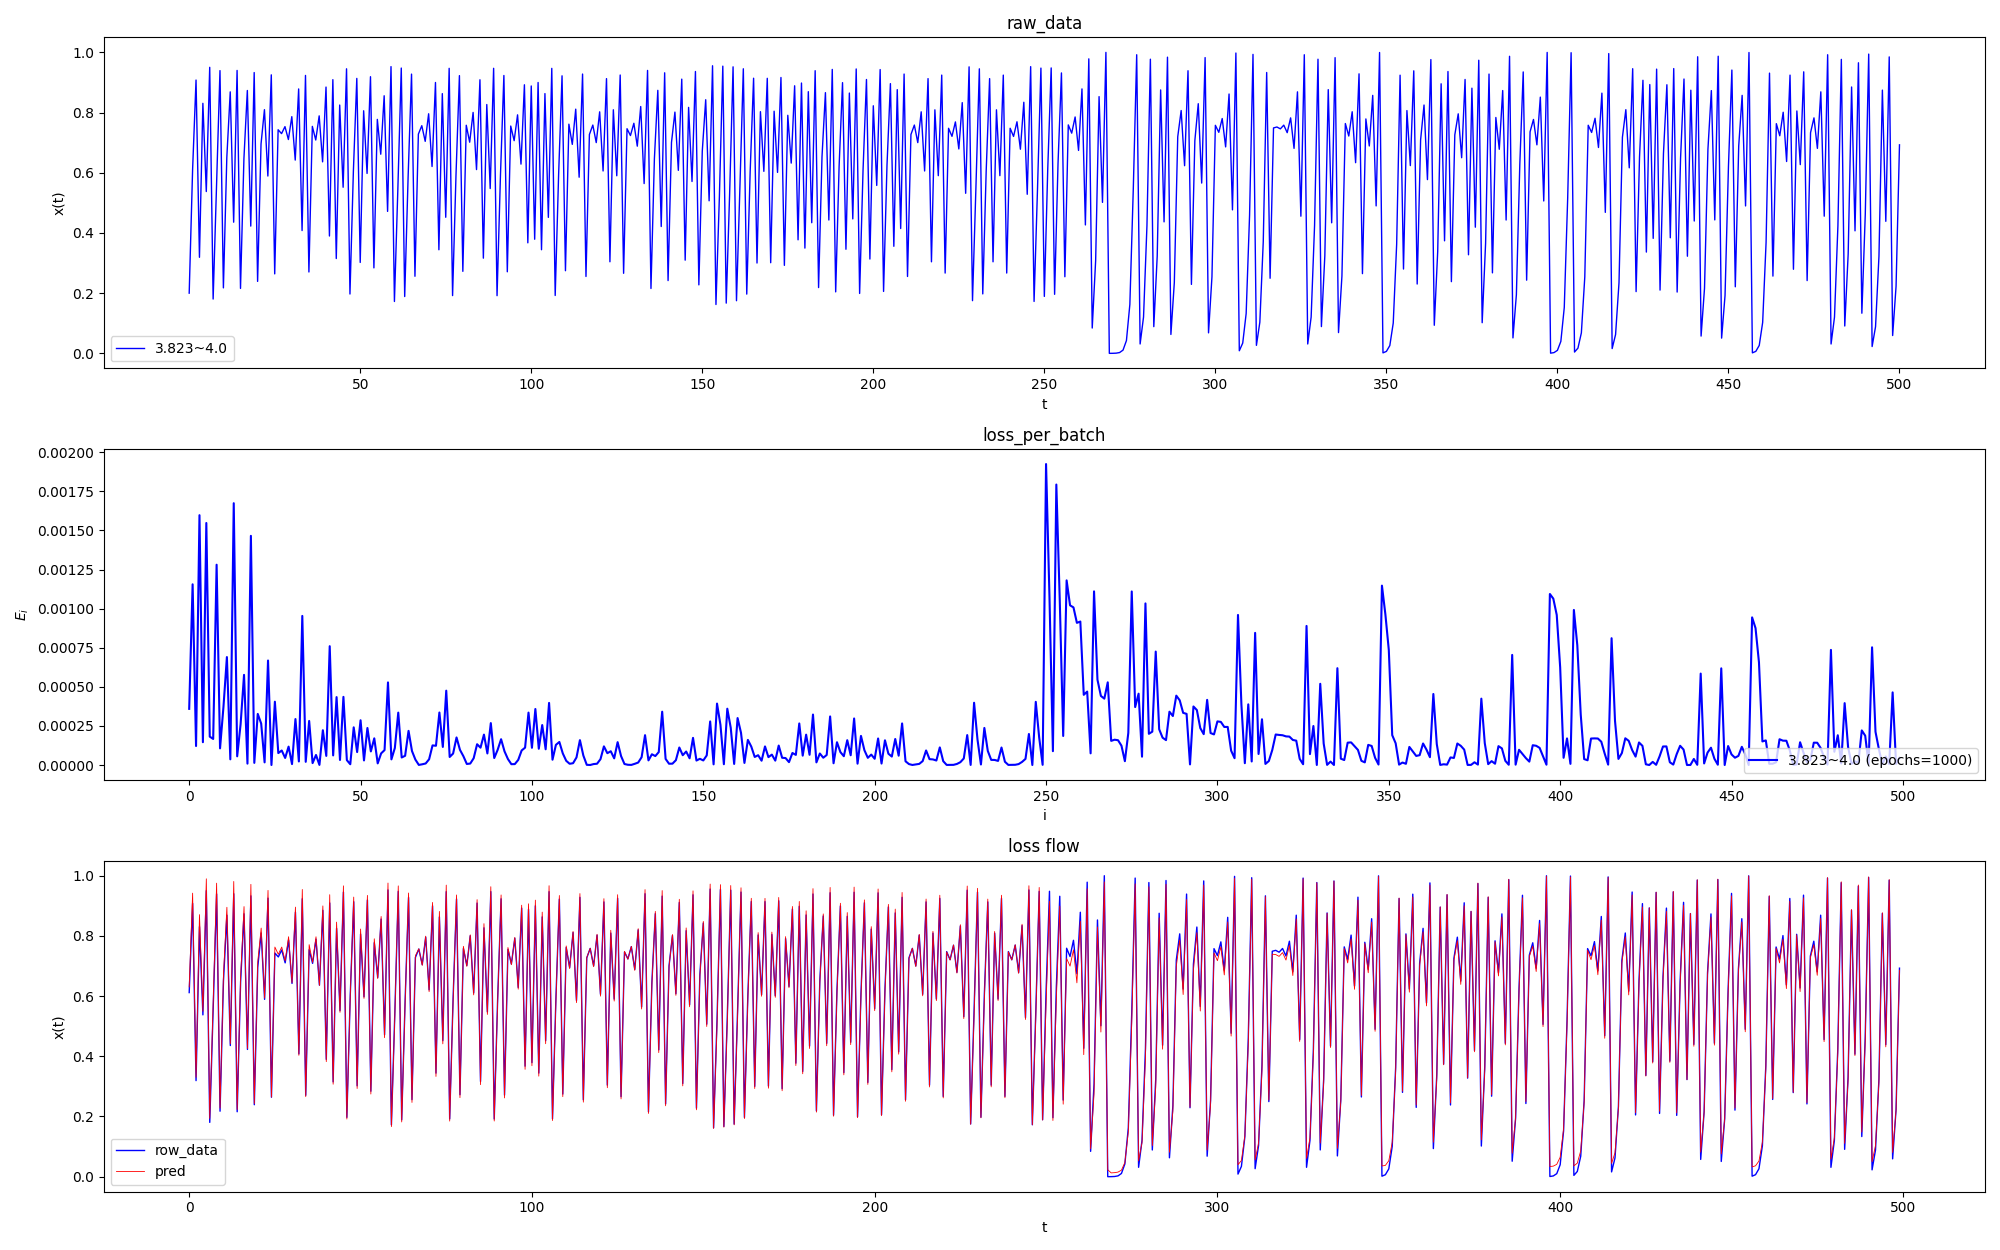 raw_data
1.0
0.8
0.6
0.4
0.2
0.0
x(t)
3.823~4.0
50 100 150 200 250 300 350 400 450 500
t
loss_per_batch
0.00200
0.00175
0.00150
0.00125
0.00100
0.00075
0.00050
0.00025
0.00000
E_i
3.823~4.0 (epochs=1000)
0 50 100 150 200 250 300 350 400 450 500
i
loss flow
1.0
0.8
0.6
0.4
0.2
0.0
x(t)
row_data
pred
0 100 200 300 400 500
t